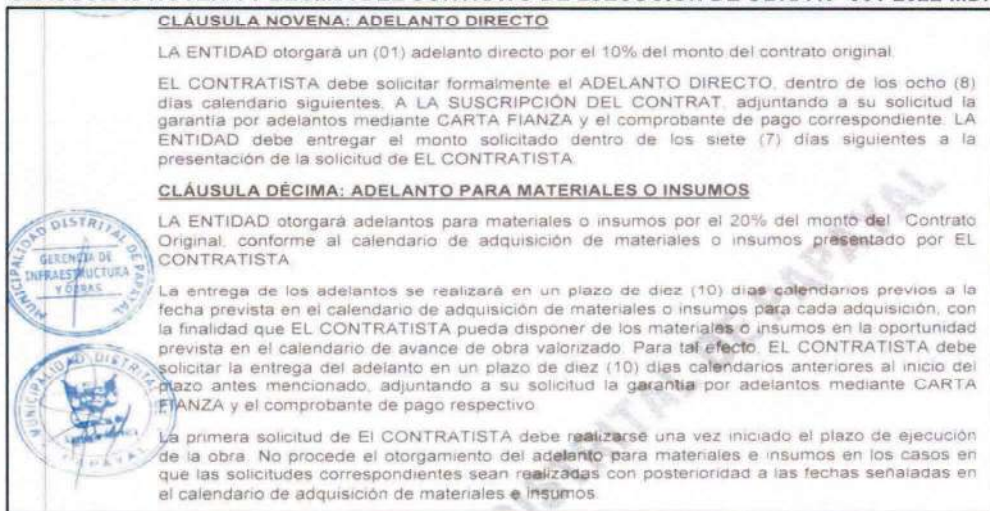 CLÁUSULA NOVENA: ADELANTO DIRECTO
LA ENTIDAD otorgará un (01) adelanto directo por el 10% del monto del contrato original.
EL CONTRATISTA debe solicitar formalmente el ADELANTO DIRECTO, dentro de los ocho (8)
días calendario siguientes, A LA SUSCRIPCIÓN DEL CONTRAT, adjuntando a su solicitud la
garantía por adelantos mediante CARTA FIANZA y el comprobante de pago correspondiente. LA
ENTIDAD debe entregar el monto solicitado dentro de los siete (7) días siguientes a la
presentación de la solicitud de EL CONTRATISTA.
CLÁUSULA DÉCIMA: ADELANTO PARA MATERIALES O INSUMOS
LA ENTIDAD otorgará adelantos para materiales o insumos por el 20% del monto del Contrato
Original, conforme al calendario de adquisición de materiales o insumos presentado por EL
CONTRATISTA
La entrega de los adelantos se realizará en un plazo de diez (10) días calendarios previos a la
fecha prevista en el calendario de adquisición de materiales o insumos para cada adquisición, con
la finalidad que EL CONTRATISTA pueda disponer de los materiales o insumos en la oportunidad
prevista en el calendario de avance de obra valorizado. Para tal efecto, EL CONTRATISTA debe
solicitar la entrega del adelanto en un plazo de diez (10) días calendarios anteriores al inicio del
plazo antes mencionado, adjuntando a su solicitud la garantía por adelantos mediante CARTA
FIANZA y el comprobante de pago respectivo
La primera solicitud de El CONTRATISTA debe realizarse una vez iniciado el plazo de ejecución
de la obra. No procede el otorgamiento del adelanto para materiales e insumos en los casos en
que las solicitudes correspondientes sean realizadas con posterioridad a las fechas señaladas en
el calendario de adquisición de materiales e insumos.
MUNICIPALIDAD DISTRITAL DE PAPAYAL
GERENCIA DE
INFRAESTRUCTURA
Y OBRAS
MUNICIPALIDAD DISTRITAL
PAPAYAL
DISTRITAL DE PAPAYAL